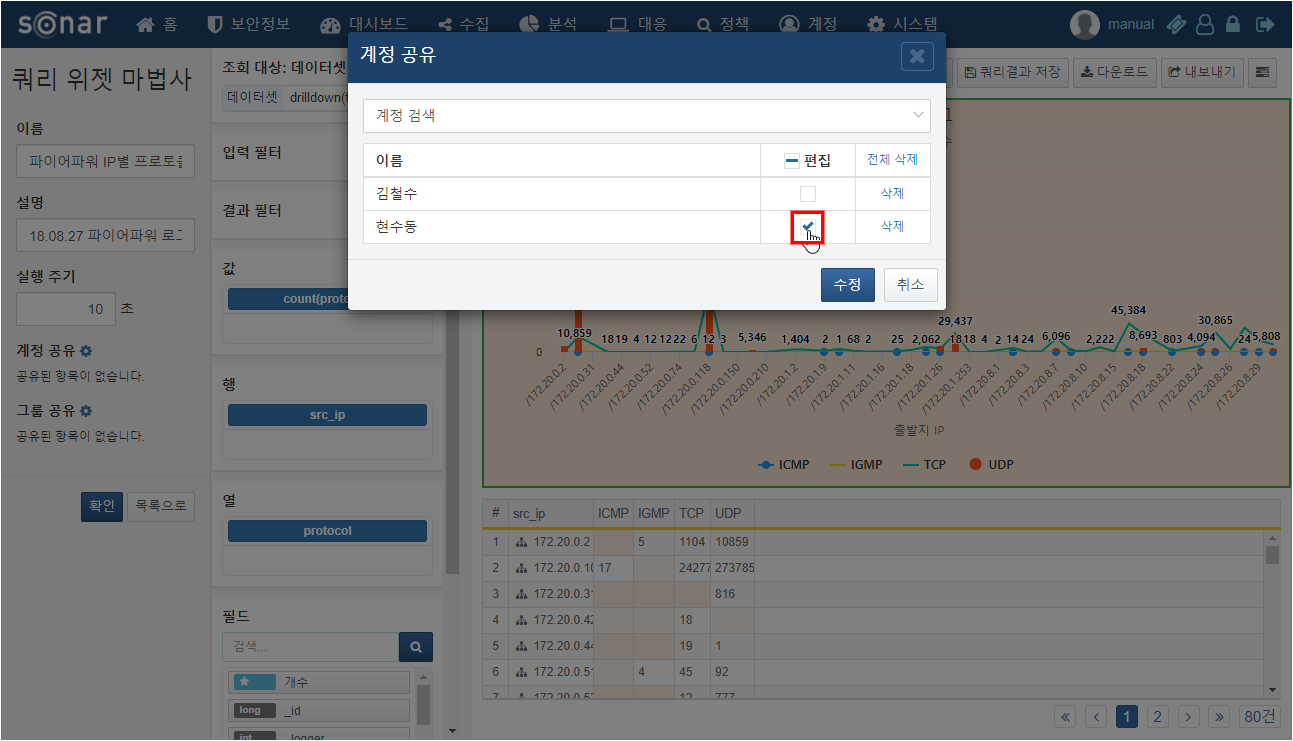 sonar 홈 보안정보 대시보드 수집 분석 대응 정책 계정 시스템 manual
쿼리 위젯 마법사
이름
파이어파워 IP별 프로토콜
설명
18.08.27 파이어파워 로그
실행 주기
10 초
계정 공유
공유된 항목이 없습니다.
그룹 공유
공유된 항목이 없습니다.
확인 목록으로
조회 대상: 데이터셋
데이터셋 drilldown(
입력 필터
결과 필터
값
count(proto
행
src_ip
열
protocol
필드
검색...
개수
long _id
int _logger
계정 공유
계정 검색
이름 편집 전체 삭제
김철수 삭제
현수동 삭제
수정 취소
쿼리결과 저장 다운로드 내보내기
45,384
29,437 30,865
10,859 1819 4 121222 6 12 3 5,346 1,404 2 1 68 2 25 2,062 1818 4 2 1424 6,096 2,222 8,693 803 4,094 245,808
0
/172.20.0.2 /172.20.0.31 /172.20.0.44 /172.20.0.52 /172.20.0.74 /172.20.0.118 /172.20.0.150 /172.20.0.210 /172.20.1.2 /172.20.1.9 /172.20.1.11 /172.20.1.16 /172.20.1.18 /172.20.1.26 /172.20.1.253 /172.20.8.1 /172.20.8.3 /172.20.8.7 /172.20.8.10 /172.20.8.15 /172.20.8.18 /172.20.8.22 /172.20.8.24 /172.20.8.26 /172.20.8.29
출발지 IP
ICMP IGMP TCP UDP
# src_ip ICMP IGMP TCP UDP
1 172.20.0.2 5 1104 10859
2 172.20.0.10 17 24277 273785
3 172.20.0.31 816
4 172.20.0.42 18
5 172.20.0.44 19 1
6 172.20.0.51 4 45 92
7 172.20.0.52 12 777
« ‹ 1 2 › » 80건